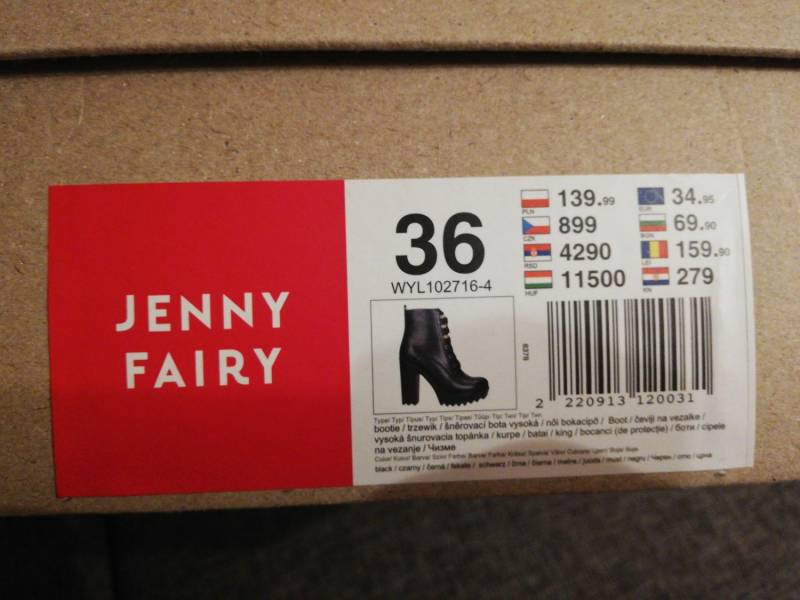 JENNY
FAIRY
36
WYL102716-4
PLN 139.99
CZK 899
RSD 4290
HUF 11500
EUR 34.95
BGN 69.90
LEI 159.90
KN 279
6378
2 220913 120031
bootie / trzewik / šněrovací bota vysoká / női bokacipő / Boot / čevlji na vezalke /
vysoká šnurovacia topánka / kurpe / batai / king / bocanci (de protecție) / боти / cipele
na vezanje / Чизме
black / czarny / černá / fekete / schwarz / črna / čierna / melns / juoda / must / negru / Черен / crno / црна